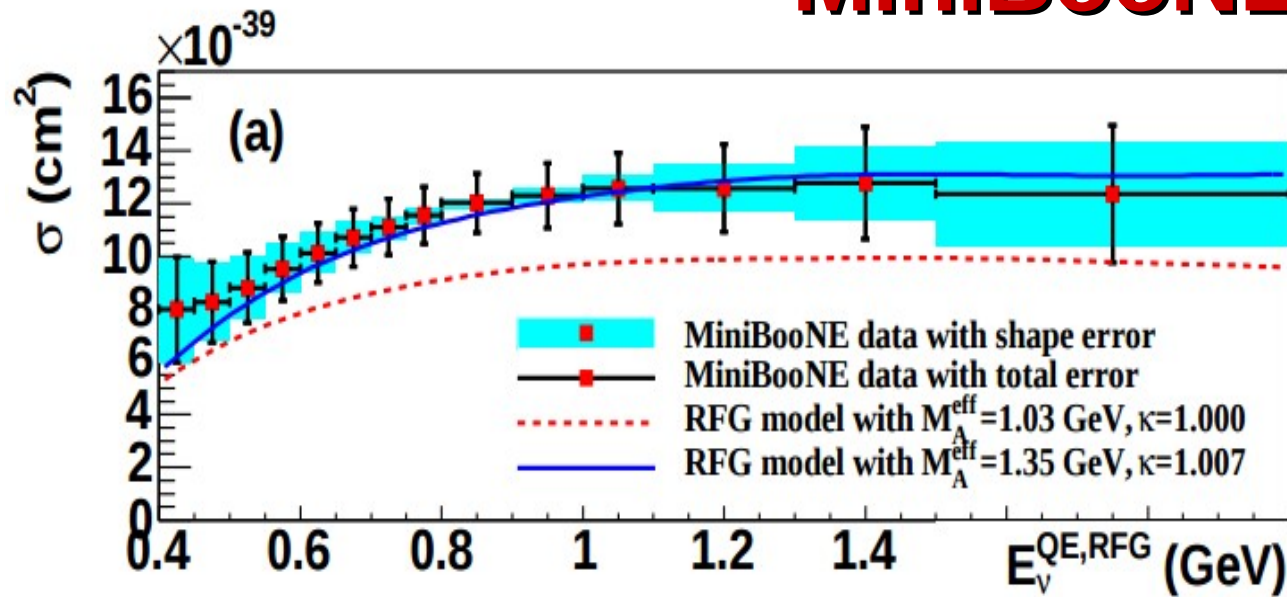 MiniBooNE
×10⁻³⁹
σ (cm²)
16
14
12
10
8
6
4
2
0
(a)
MiniBooNE data with shape error
MiniBooNE data with total error
RFG model with M_A^eff=1.03 GeV, κ=1.000
RFG model with M_A^eff=1.35 GeV, κ=1.007
0.4 0.6 0.8 1 1.2 1.4 E_ν^QE,RFG (GeV)